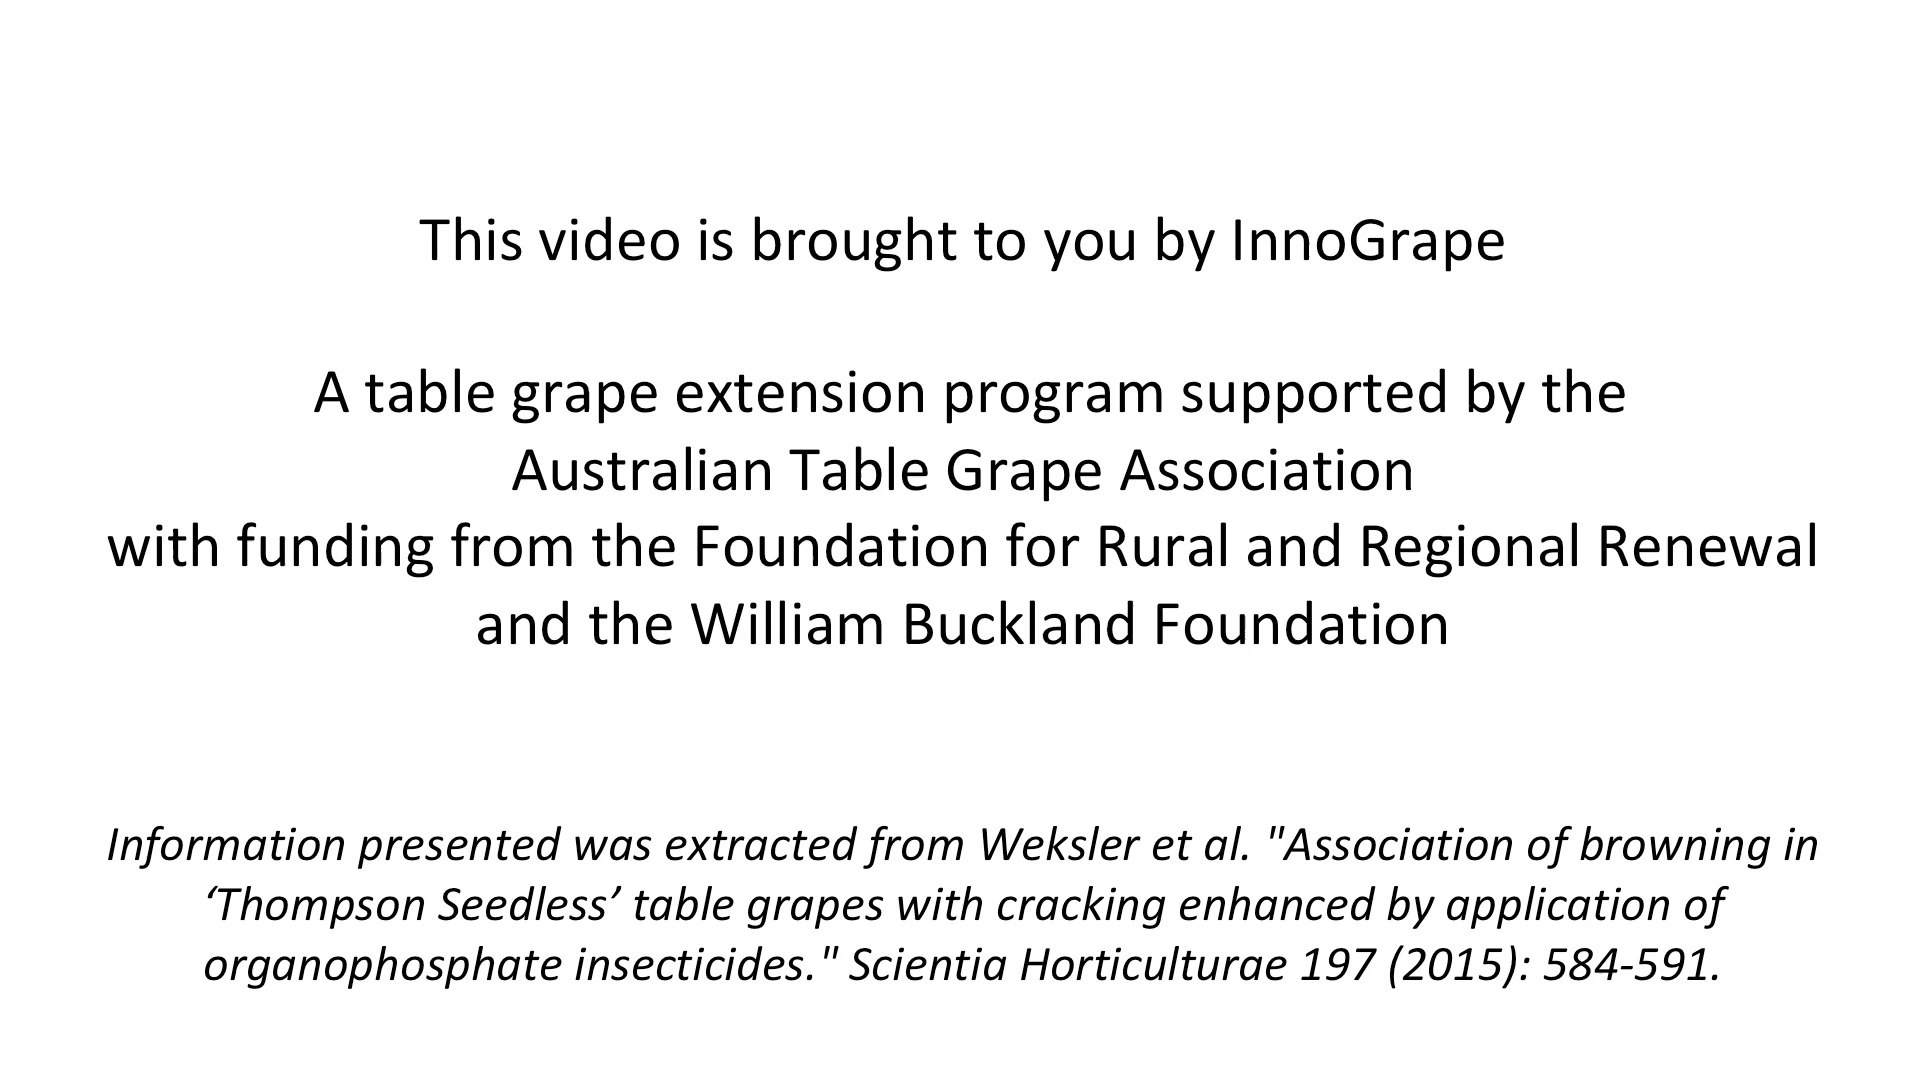 This video is brought to you by InnoGrape
A table grape extension program supported by the
Australian Table Grape Association
with funding from the Foundation for Rural and Regional Renewal
and the William Buckland Foundation
Information presented was extracted from Weksler et al. "Association of browning in
‘Thompson Seedless’ table grapes with cracking enhanced by application of
organophosphate insecticides." Scientia Horticulturae 197 (2015): 584-591.